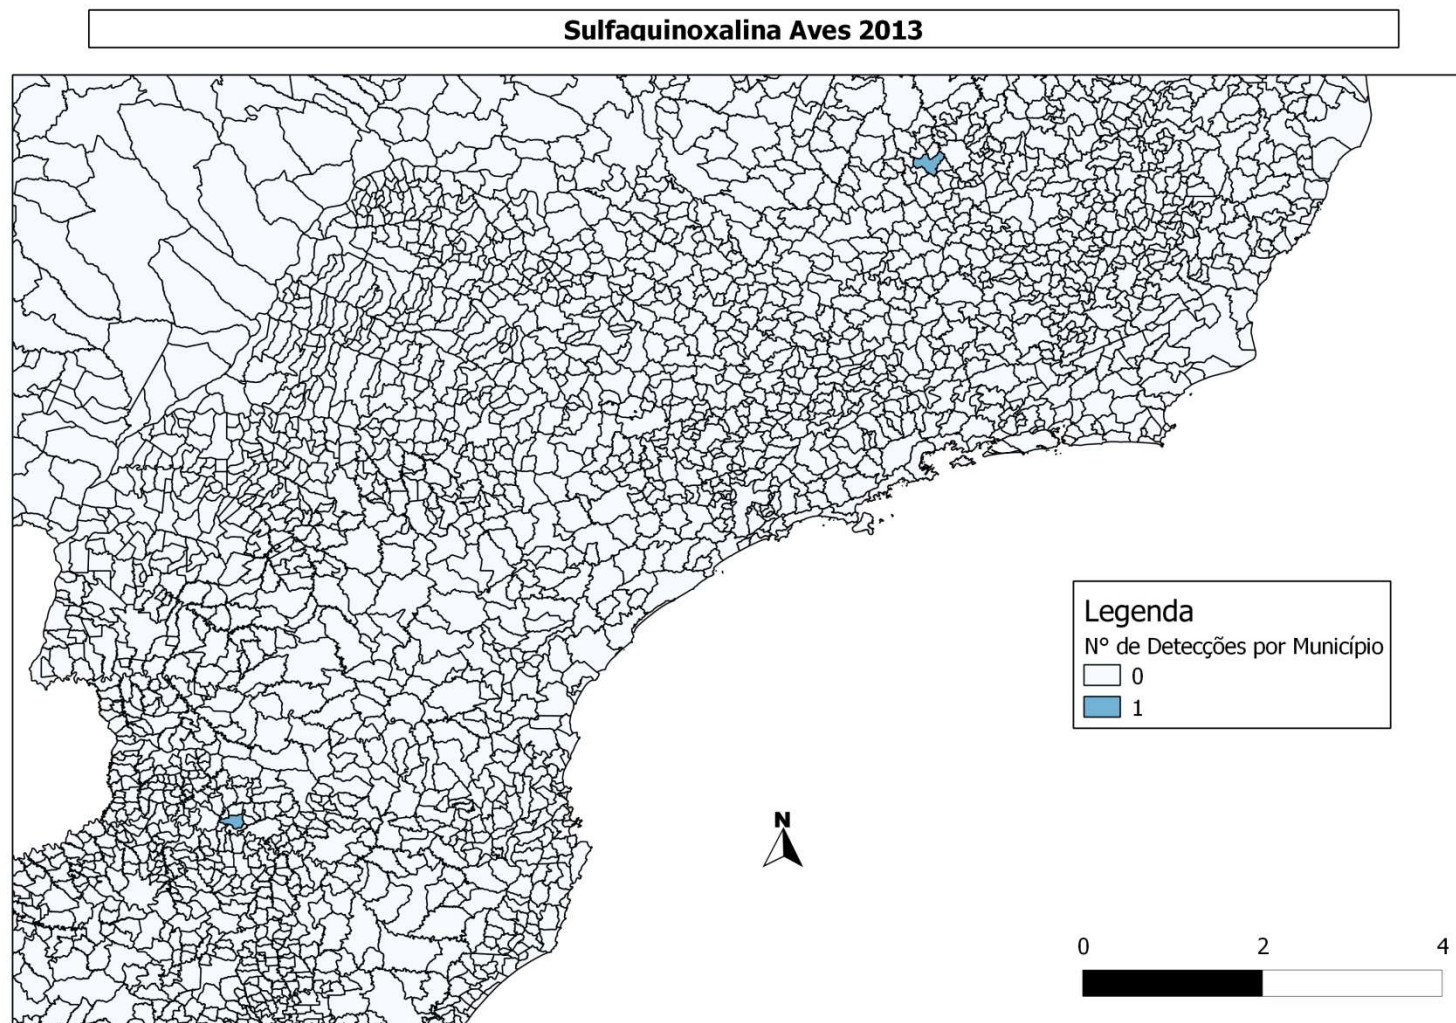 Sulfaquinoxalina Aves 2013
Legenda
N° de Detecções por Município
0
1
N
0 2 4